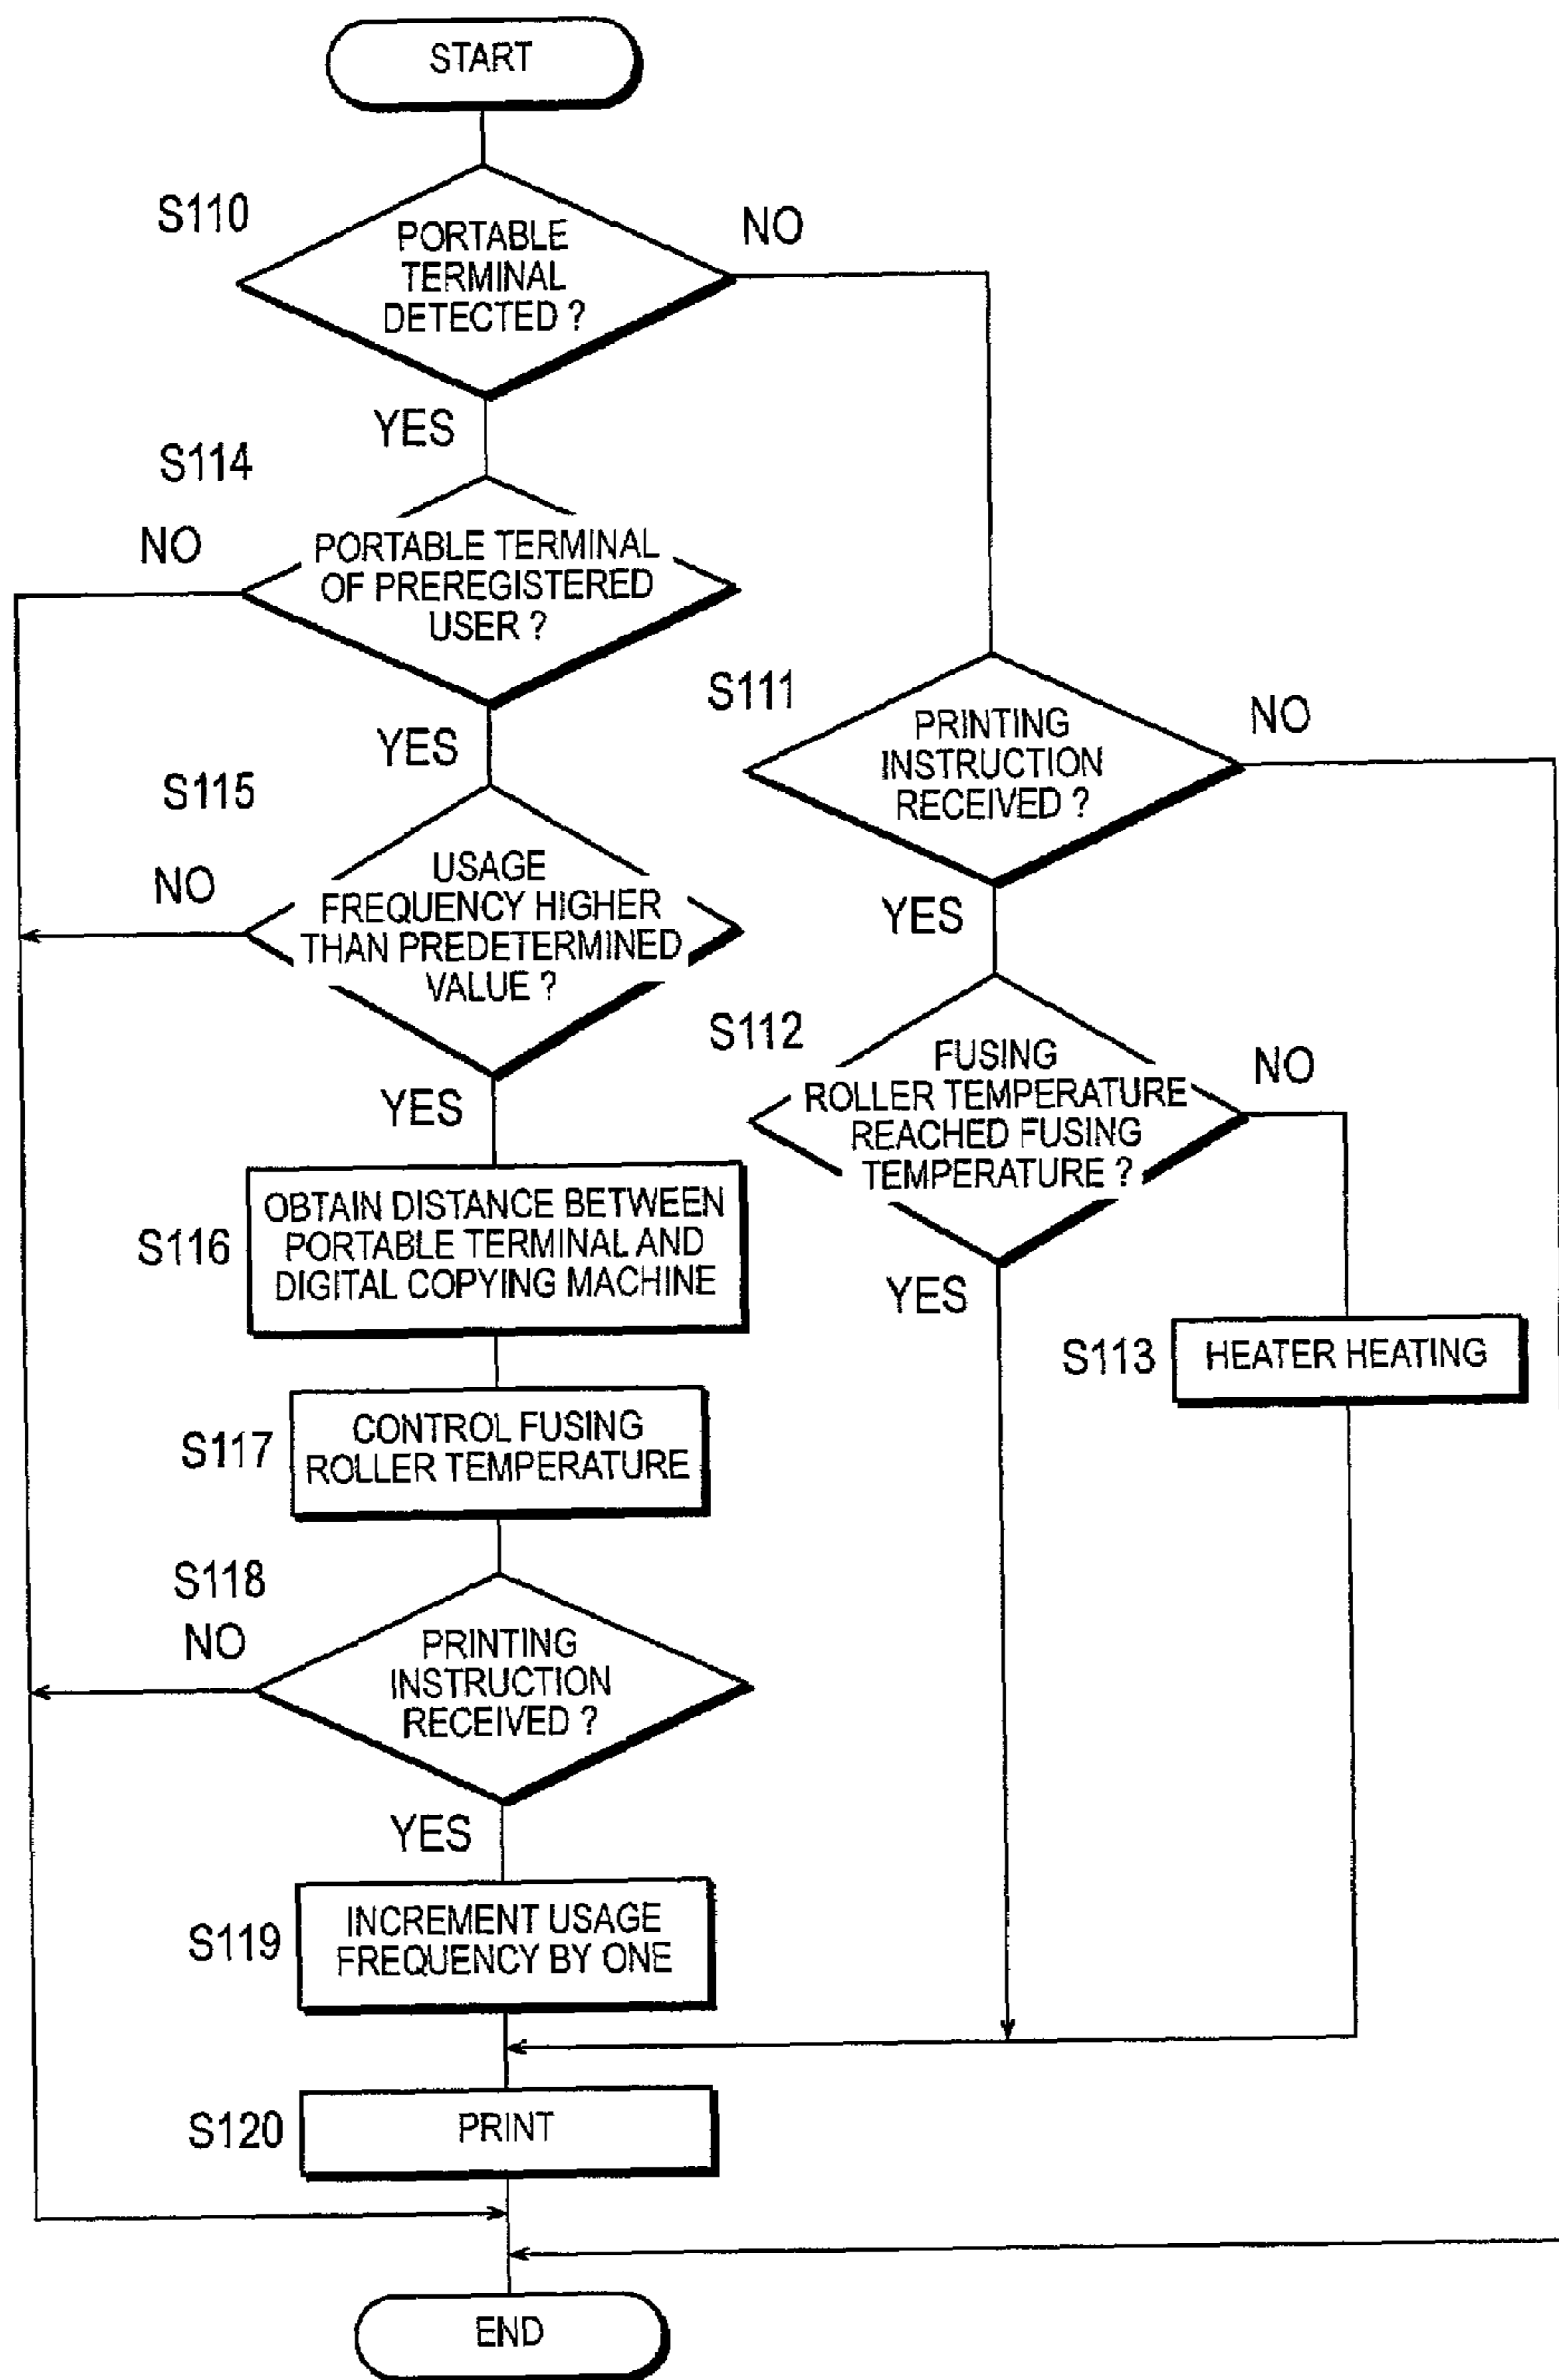 START
S110
PORTABLE
TERMINAL
DETECTED ?
NO
YES
S114
NO
PORTABLE TERMINAL
OF PREREGISTERED
USER ?
YES
S111
PRINTING
INSTRUCTION
RECEIVED ?
NO
YES
S115
NO
USAGE
FREQUENCY HIGHER
THAN PREDETERMINED
VALUE ?
YES
S112
FUSING
ROLLER TEMPERATURE
REACHED FUSING
TEMPERATURE ?
NO
YES
S116
OBTAIN DISTANCE BETWEEN
PORTABLE TERMINAL AND
DIGITAL COPYING MACHINE
S113
HEATER HEATING
S117
CONTROL FUSING
ROLLER TEMPERATURE
S118
NO
PRINTING
INSTRUCTION
RECEIVED ?
YES
S119
INCREMENT USAGE
FREQUENCY BY ONE
S120
PRINT
END